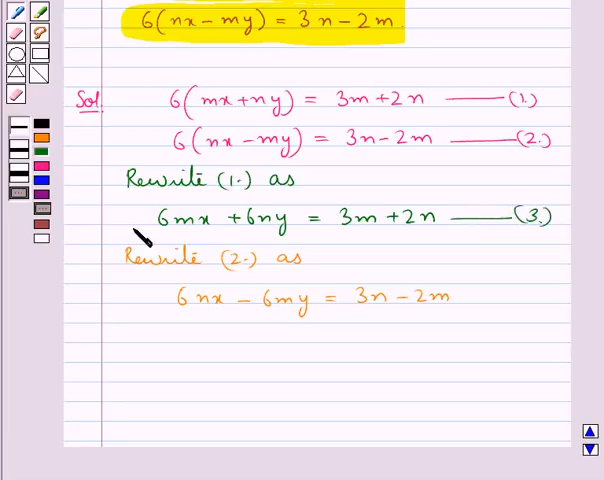 6(nx - my) = 3n - 2m.
Sol. 6(mx + ny) = 3m + 2n —— (1.)
6(nx - my) = 3n - 2m —— (2.)
Rewrite (1.) as
6mx + 6ny = 3m + 2n —— (3.)
Rewrite (2.) as
6nx - 6my = 3n - 2m